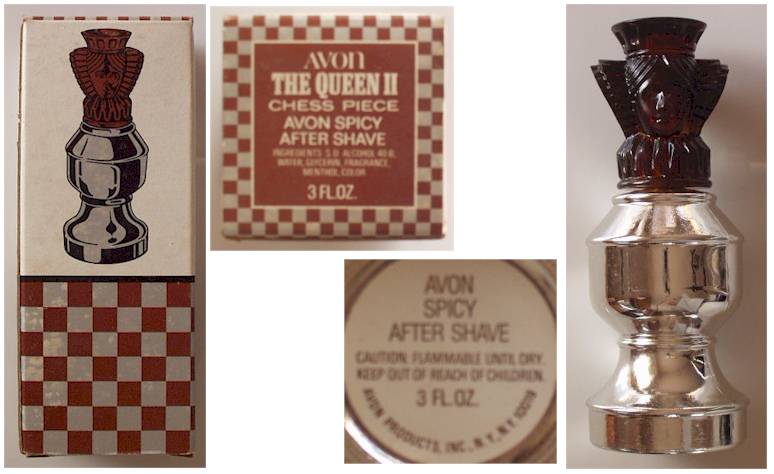 AVON
THE QUEEN II
CHESS PIECE
AVON SPICY
AFTER SHAVE
INGREDIENTS: S.D. ALCOHOL 40-B,
WATER, GLYCERIN, FRAGRANCE,
MENTHOL, COLOR
3 FL.OZ.
AVON
SPICY
AFTER SHAVE
CAUTION: FLAMMABLE UNTIL DRY.
KEEP OUT OF REACH OF CHILDREN.
3 FL.OZ.
AVON PRODUCTS, INC., N.Y., N.Y. 10019